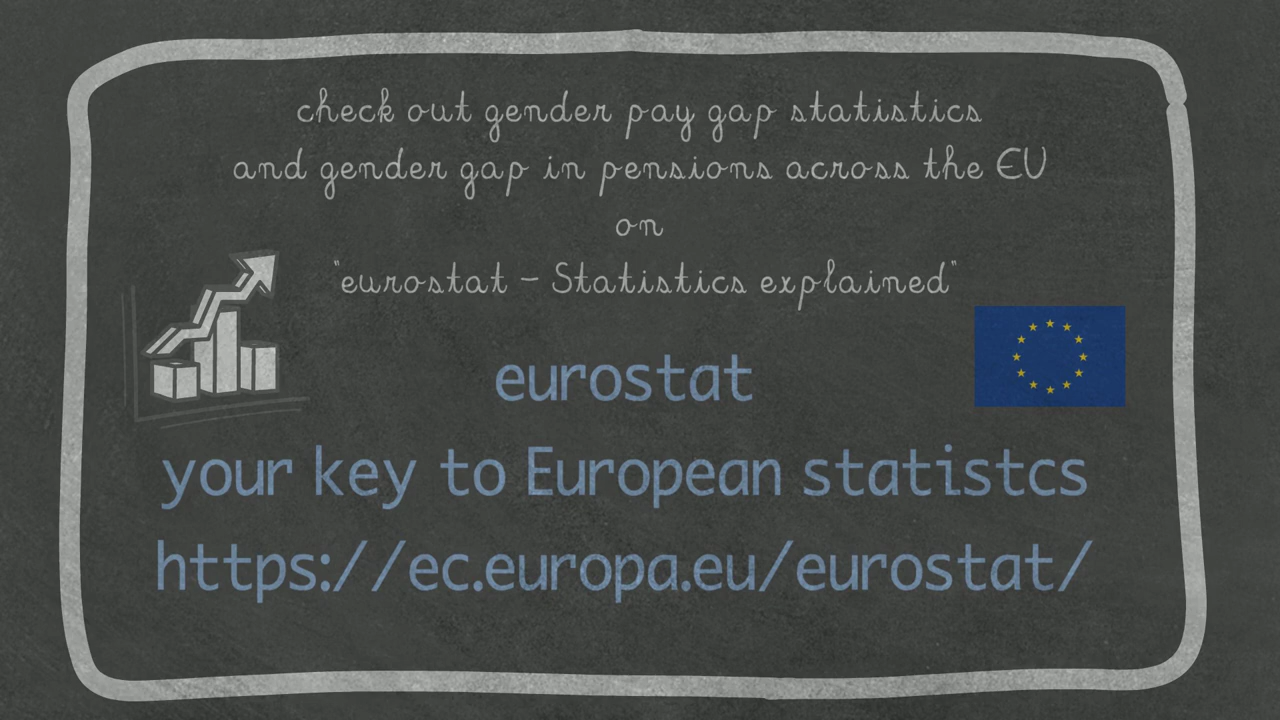 check out gender pay gap statistics
and gender gap in pensions across the EU
on
"eurostat - Statistics explained"
eurostat
your key to European statistcs
https://ec.europa.eu/eurostat/